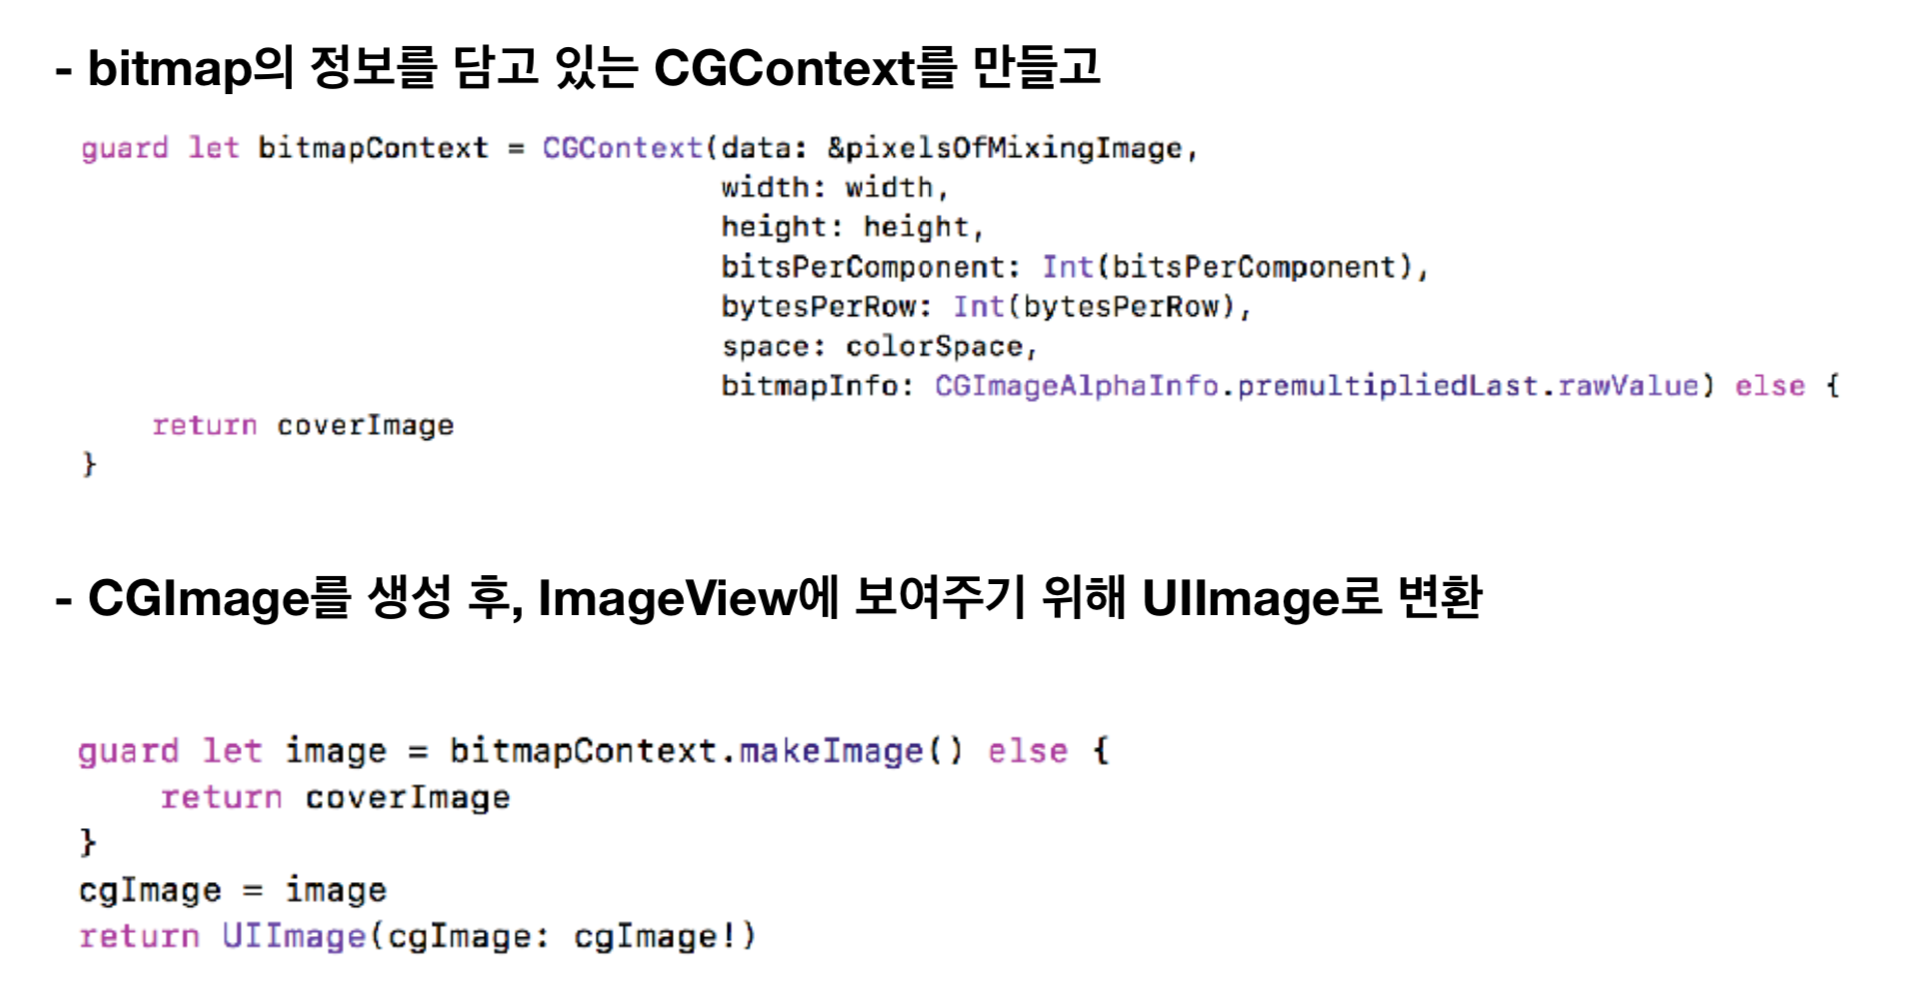 - bitmap의 정보를 담고 있는 CGContext를 만들고
guard let bitmapContext = CGContext(data: &pixelsOfMixingImage,
width: width,
height: height,
bitsPerComponent: Int(bitsPerComponent),
bytesPerRow: Int(bytesPerRow),
space: colorSpace,
bitmapInfo: CGImageAlphaInfo.premultipliedLast.rawValue) else {
return coverImage
}
- CGImage를 생성 후, ImageView에 보여주기 위해 UIImage로 변환
guard let image = bitmapContext.makeImage() else {
return coverImage
}
cgImage = image
return UIImage(cgImage: cgImage!)